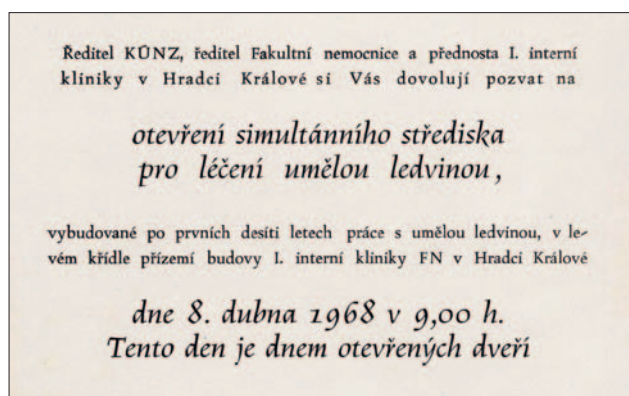 Ředitel KÚNZ, ředitel Fakultní nemocnice a přednosta I. interní
kliniky v Hradci Králové si Vás dovolují pozvat na
otevření simultánního střediska
pro léčení umělou ledvinou,
vybudované po prvních desíti letech práce s umělou ledvinou, v le-
vém křídle přízemí budovy I. interní kliniky FN v Hradci Králové
dne 8. dubna 1968 v 9,00 h.
Tento den je dnem otevřených dveří